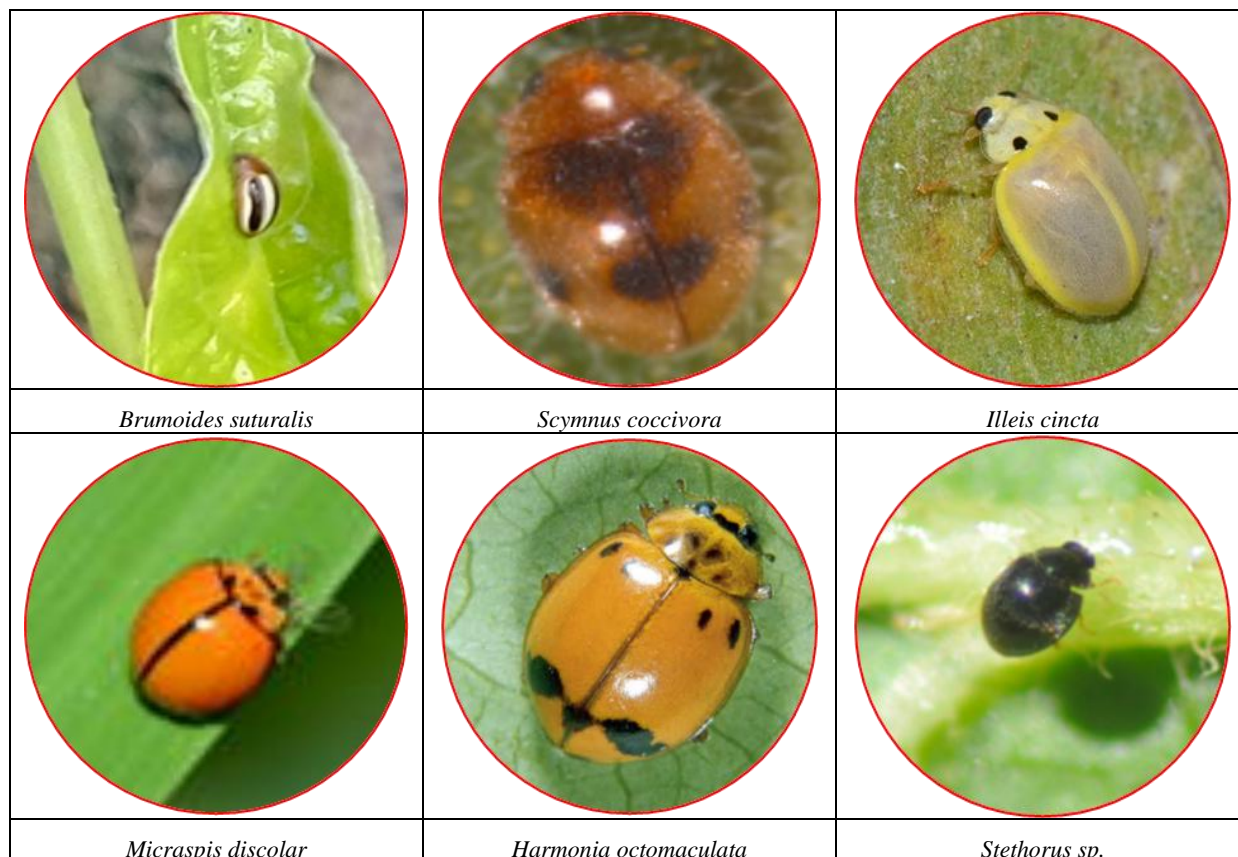 Brumoides suturalis
Scymnus coccivora
Illeis cincta
Micraspis discolar
Harmonia octomaculata
Stethorus sp.